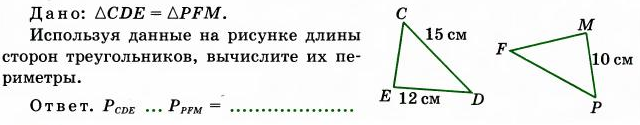 Дано: △CDE = △PFM.
Используя данные на рисунке длины
сторон треугольников, вычислите их пе-
риметры.
Ответ. P_CDE ... P_PFM = ....................
C
15 см
E 12 см D
M
F
10 см
P